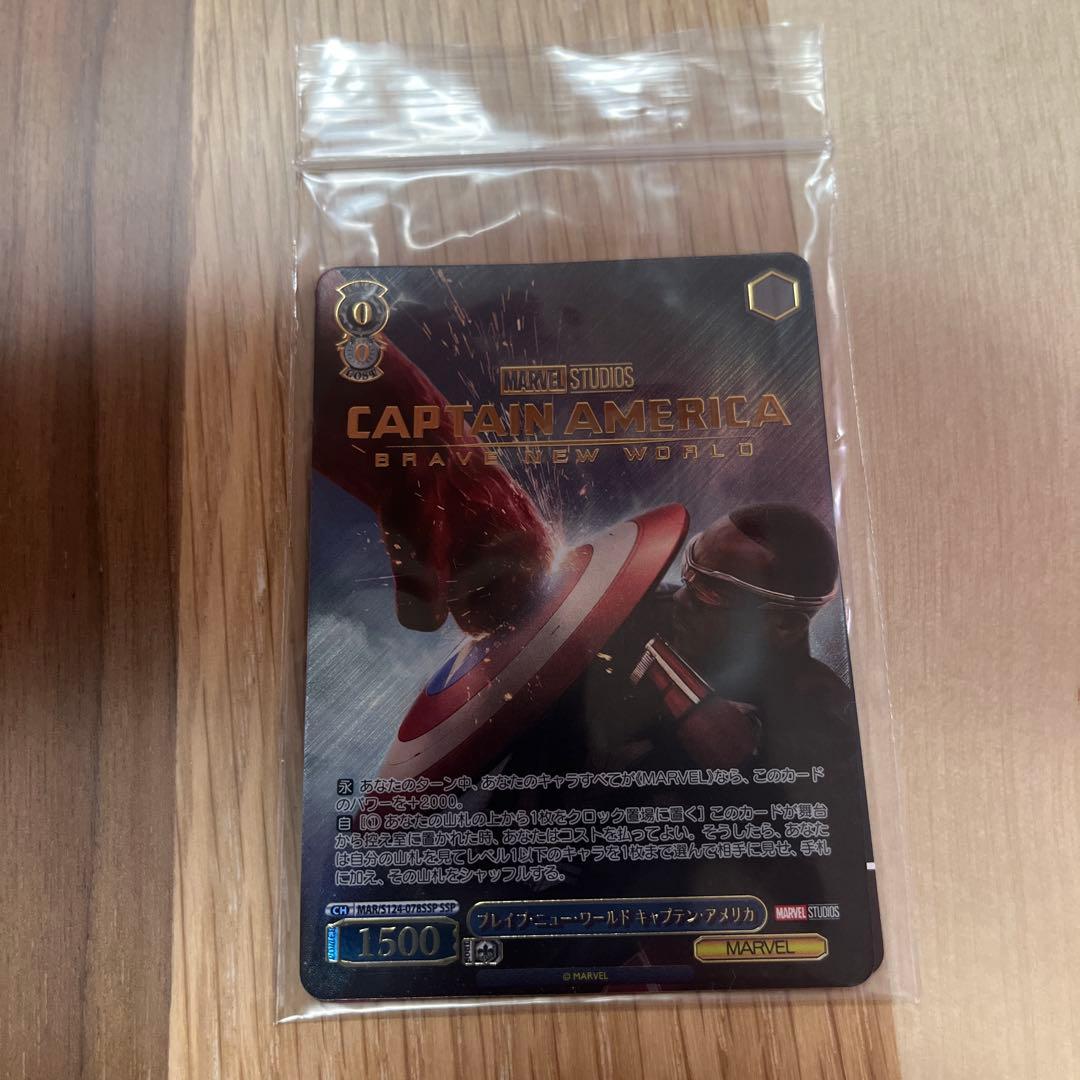 0
0
COST
MARVEL STUDIOS
CAPTAIN AMERICA
BRAVE NEW WORLD
永 あなたのターン中、あなたのキャラすべてが《MARVEL》なら、このカード
のパワーを+2000。
自 [① あなたの山札の上から1枚をクロック置場に置く] このカードが舞台
から控え室に置かれた時、あなたはコストを払ってよい。そうしたら、あなた
は自分の山札を見てレベル1以下のキャラを1枚まで選んで相手に見せ、手札
に加え、その山札をシャッフルする。
CH MAR/S124-078SSP SSP
ブレイブ・ニュー・ワールド キャプテン・アメリカ
MARVEL STUDIOS
1500
MARVEL
© MARVEL